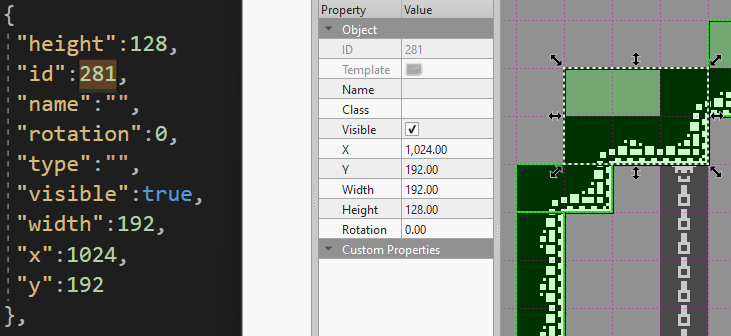 {
"height":128,
"id":281,
"name":"",
"rotation":0,
"type":"",
"visible":true,
"width":192,
"x":1024,
"y":192
},
Property Value
Object
ID 281
Template
Name
Class
Visible
X 1,024.00
Y 192.00
Width 192.00
Height 128.00
Rotation 0.00
Custom Properties